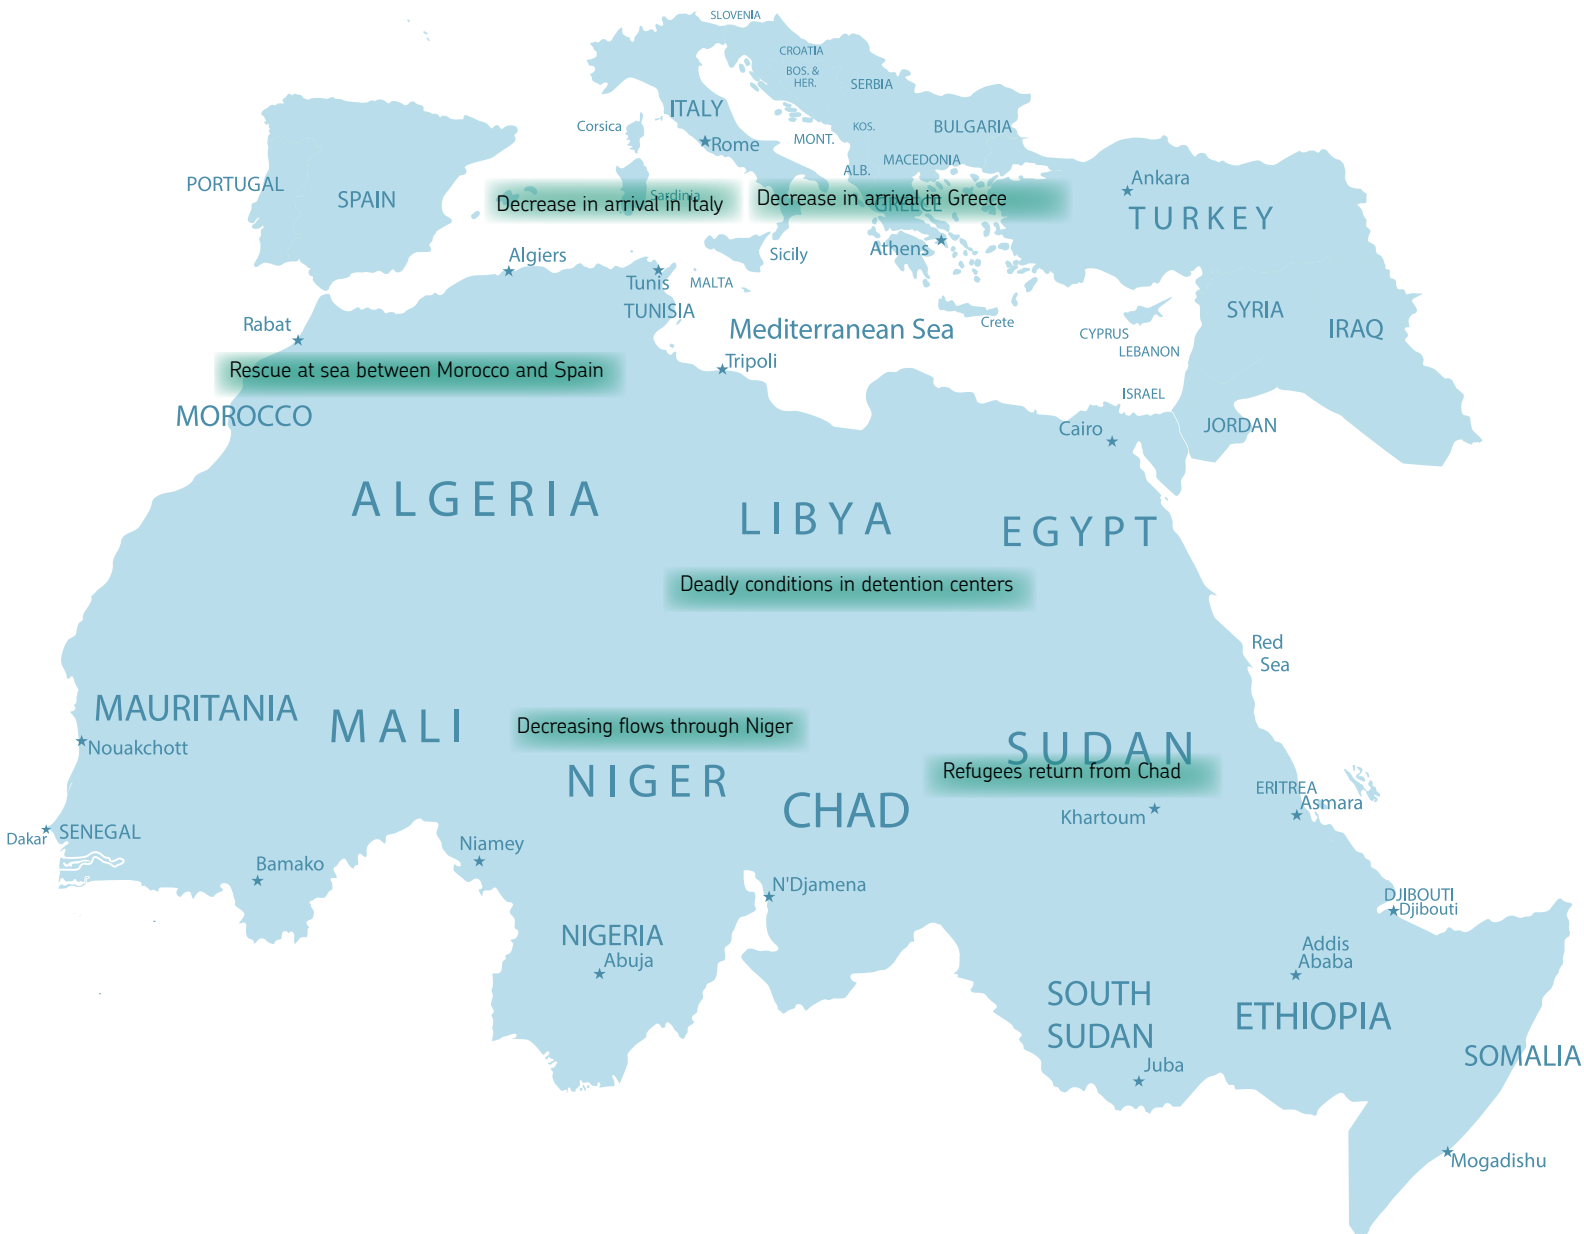 SLOVENIA
CROATIA
BOS. &
HER.
SERBIA
ITALY
Corsica
Rome
MONT.
KOS.
BULGARIA
MACEDONIA
ALB.
PORTUGAL
SPAIN
Sardinia
Decrease in arrival in Italy
Decrease in arrival in Greece
GREECE
Ankara
TURKEY
Algiers
Tunis
TUNISIA
MALTA
Sicily
Athens
Crete
Mediterranean Sea
CYPRUS
LEBANON
SYRIA
IRAQ
Rabat
Rescue at sea between Morocco and Spain
Tripoli
ISRAEL
MOROCCO
Cairo
JORDAN
ALGERIA
LIBYA
EGYPT
Deadly conditions in detention centers
Red
Sea
MAURITANIA
Nouakchott
MALI
Decreasing flows through Niger
NIGER
SUDAN
Refugees return from Chad
CHAD
Khartoum
ERITREA
Asmara
Dakar
SENEGAL
Bamako
Niamey
N'Djamena
DJIBOUTI
Djibouti
NIGERIA
Abuja
Addis
Ababa
SOUTH
SUDAN
ETHIOPIA
Juba
SOMALIA
Mogadishu